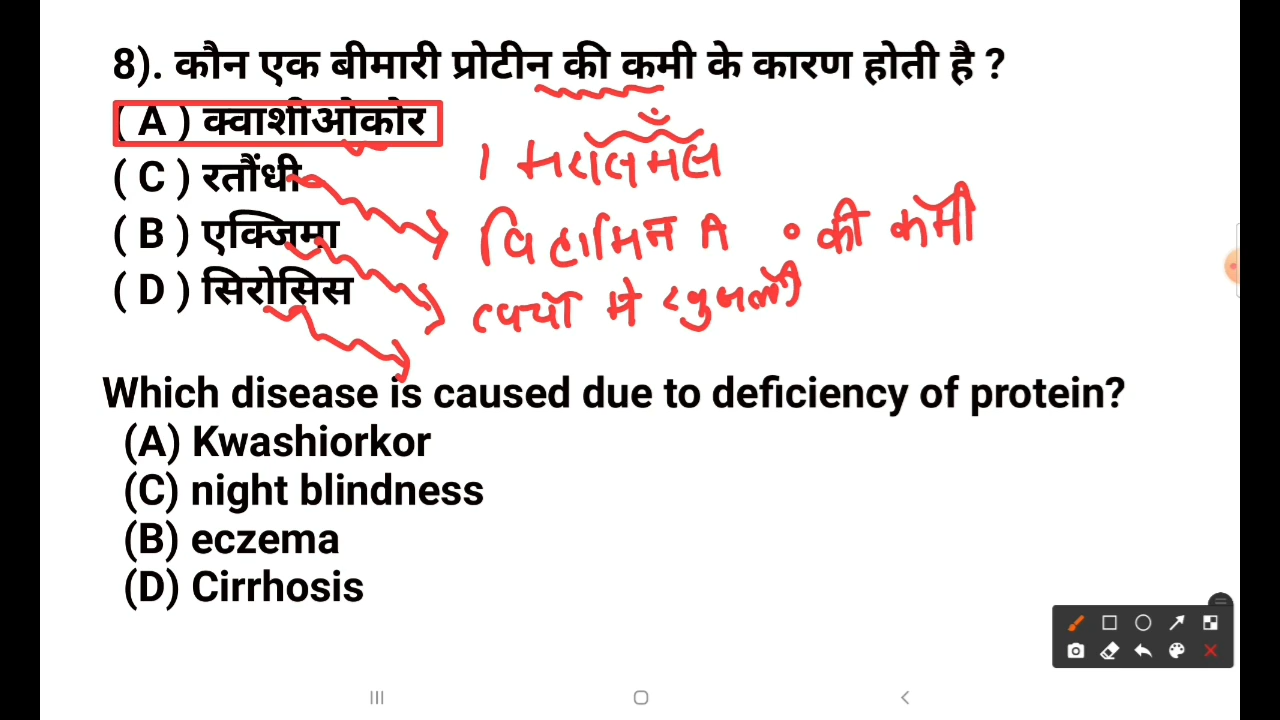 8). कौन एक बीमारी प्रोटीन की कमी के कारण होती है ?
( A ) क्वाशीओकोर
( C ) रतौंधी
( B ) एक्जिमा
( D ) सिरोसिस
विटामिन A की कमी
में खुजली
Which disease is caused due to deficiency of protein?
(A) Kwashiorkor
(C) night blindness
(B) eczema
(D) Cirrhosis